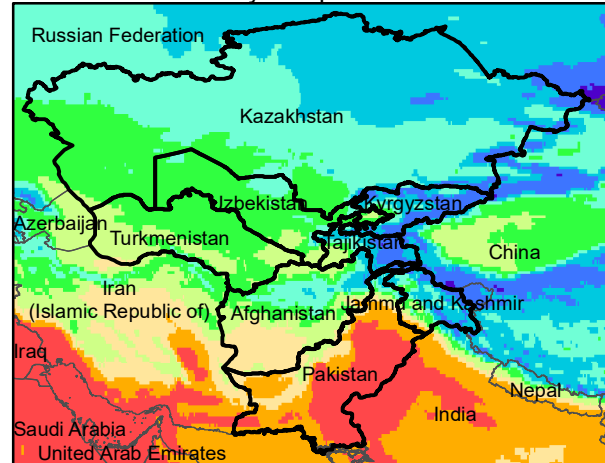 Russian Federation
Kazakhstan
Izbekistan
Kyrgyzstan
Azerbaijan
Turkmenistan
Tajikistan
China
Iran
(Islamic Republic of)
Afghanistan
Jammu and Kashmir
Iraq
Pakistan
Nepal
India
Saudi Arabia
United Arab Emirates